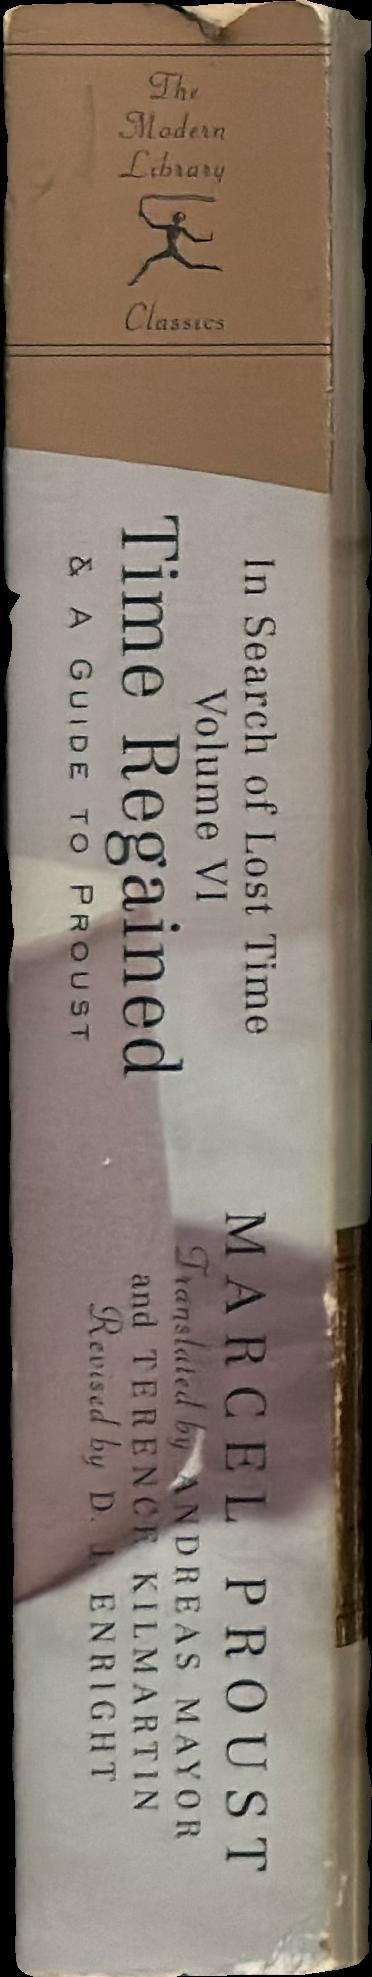 The
Modern
Library
Classics
In Search of Lost Time
Volume VI
Time Regained
& A GUIDE TO PROUST
MARCEL PROUST
Translated by ANDREAS MAYOR
and TERENCE KILMARTIN
Revised by D. J. ENRIGHT